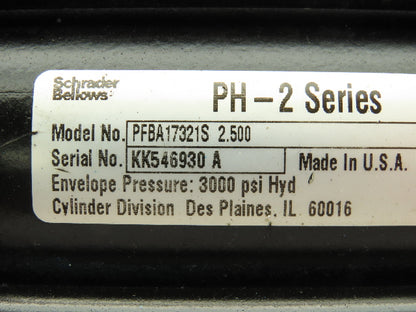 Schrader
Bellows
PH-2 Series
Model No. PFBA17321S 2.500
Serial No. KK546930 A Made In U.S.A.
Envelope Pressure: 3000 psi Hyd
Cylinder Division Des Plaines, IL 60016